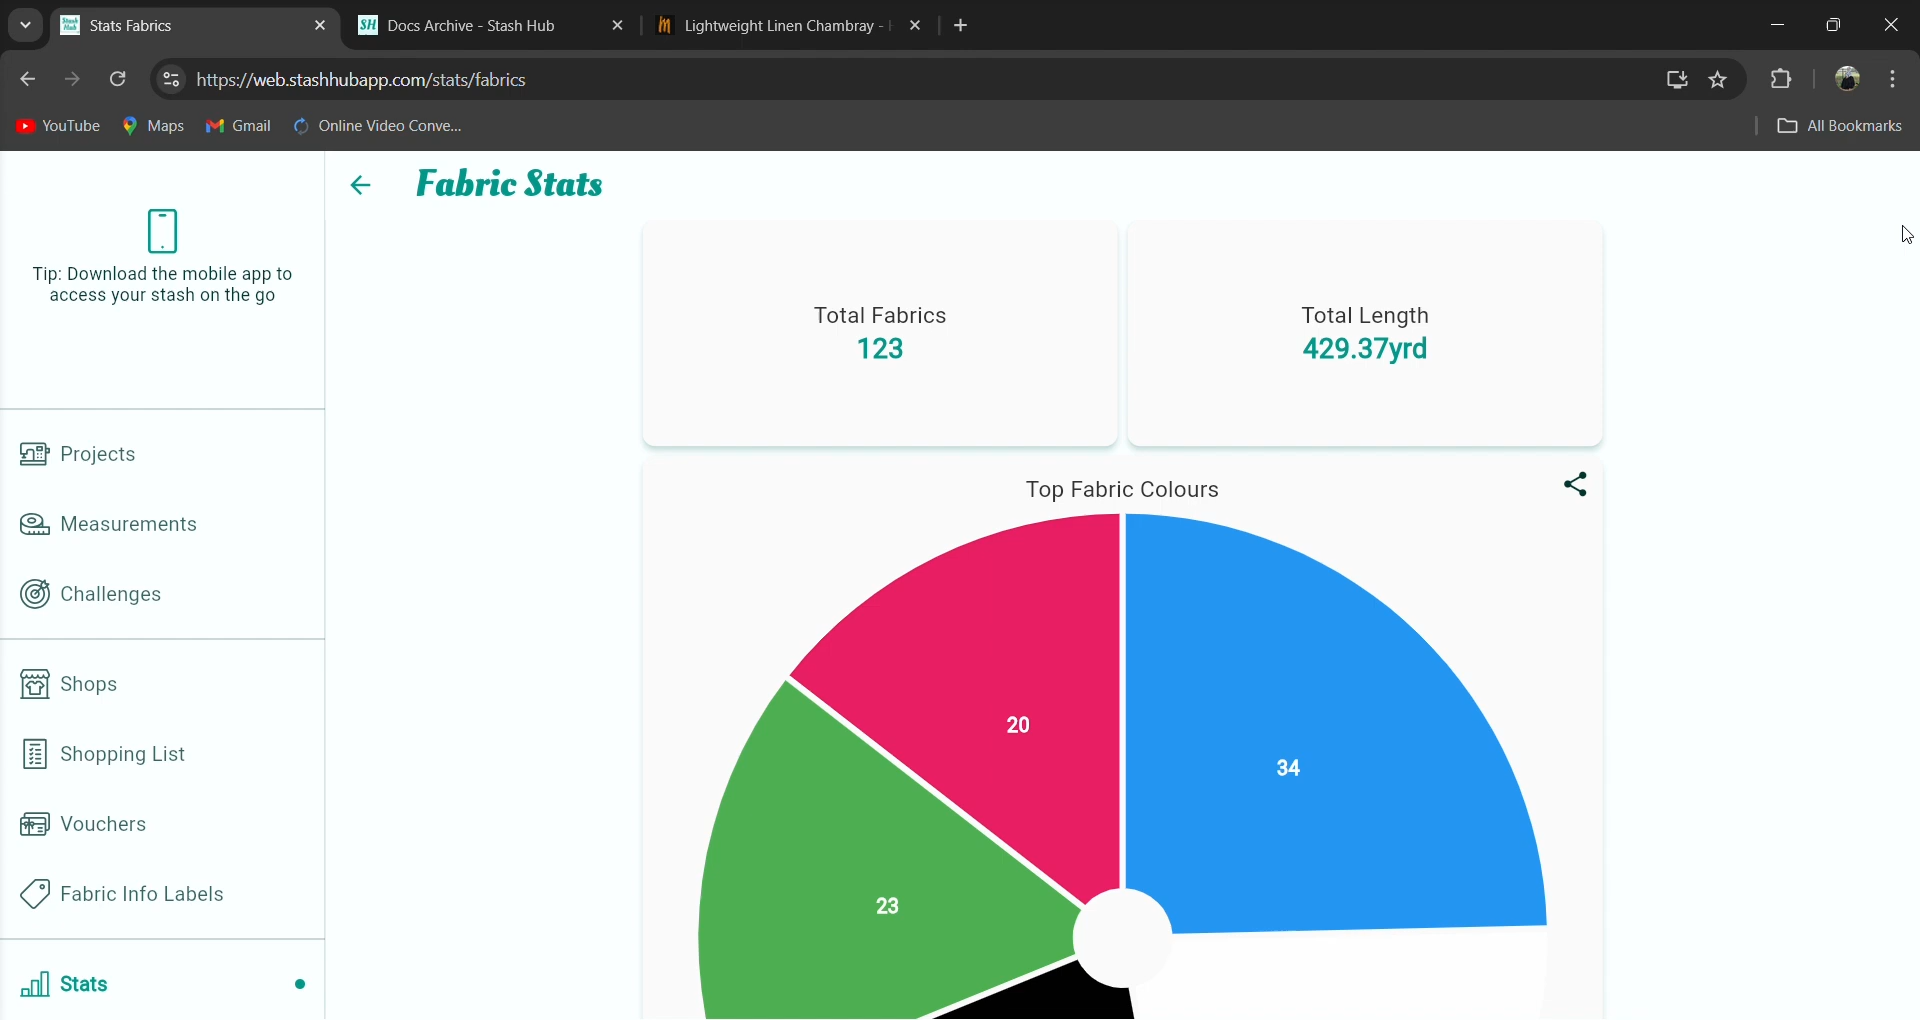 Stats Fabrics
Docs Archive - Stash Hub
Lightweight Linen Chambray -
https://web.stashhubapp.com/stats/fabrics
YouTube
Maps
Gmail
Online Video Conve...
All Bookmarks
Tip: Download the mobile app to
access your stash on the go
Projects
Measurements
Challenges
Shops
Shopping List
Vouchers
Fabric Info Labels
Stats
Fabric Stats
Total Fabrics
123
Total Length
429.37yrd
Top Fabric Colours
20
34
23